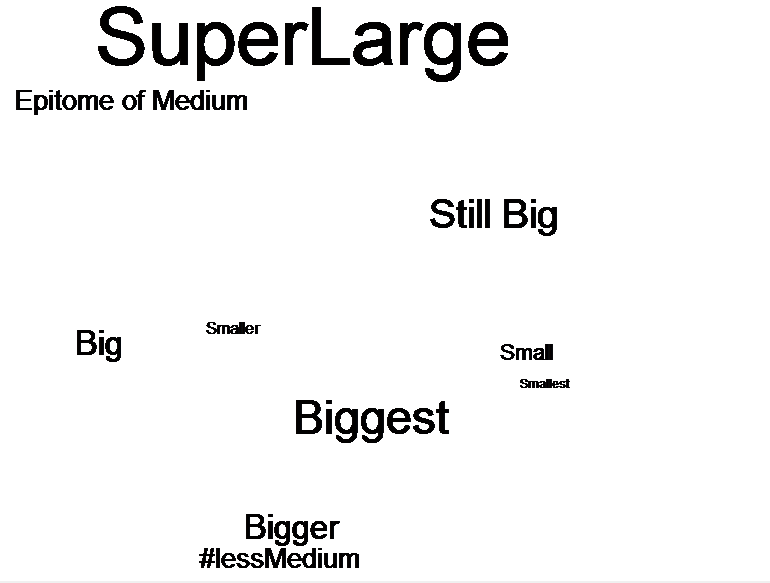 SuperLarge
Epitome of Medium
Still Big
Smaller
Big
Small
Smallest
Biggest
Bigger
#lessMedium